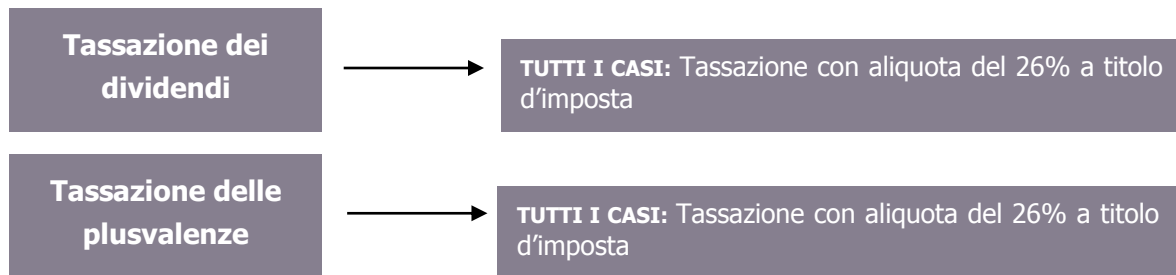 Tassazione dei
dividendi
TUTTI I CASI: Tassazione con aliquota del 26% a titolo
d’imposta
Tassazione delle
plusvalenze
TUTTI I CASI: Tassazione con aliquota del 26% a titolo
d’imposta